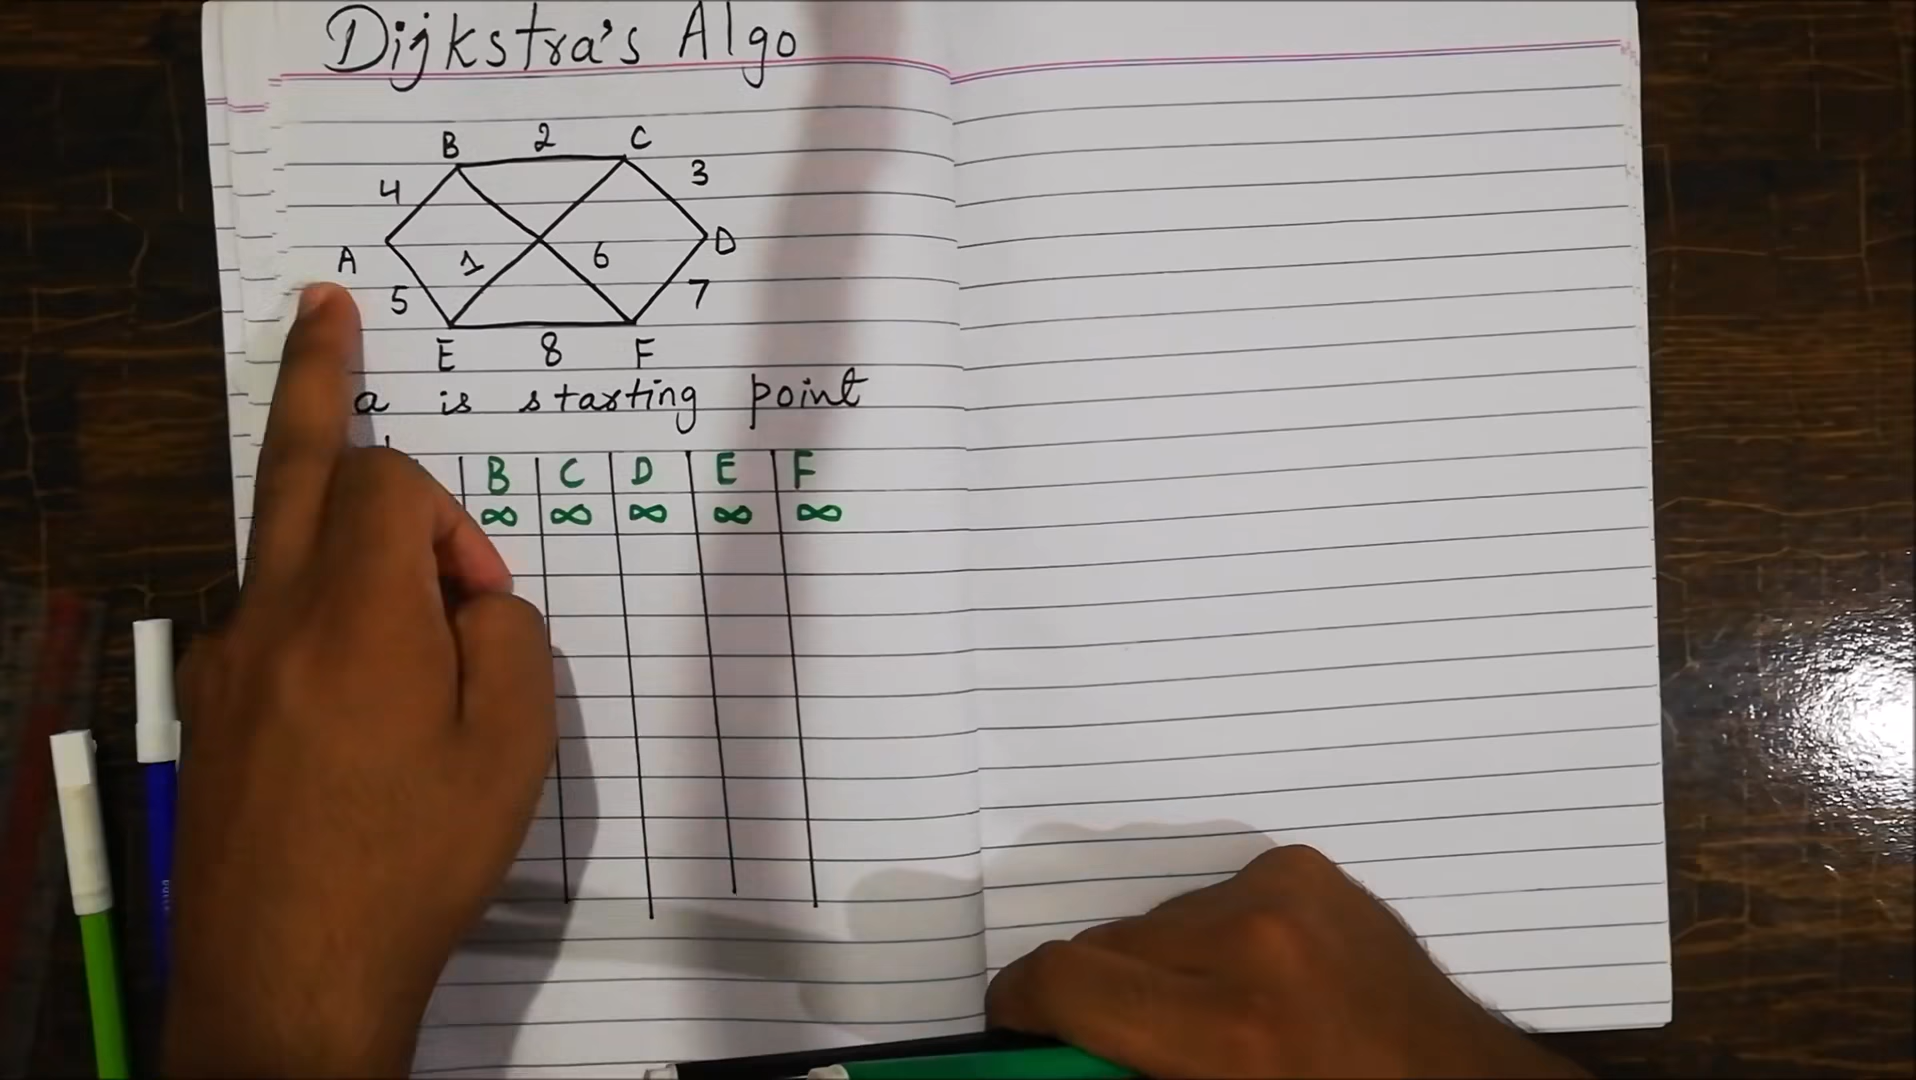 Dijkstra's Algo
B 2 C
4 3
A 1 6 D
5 7
E 8 F
a is starting point
B C D E F
∞ ∞ ∞ ∞ ∞